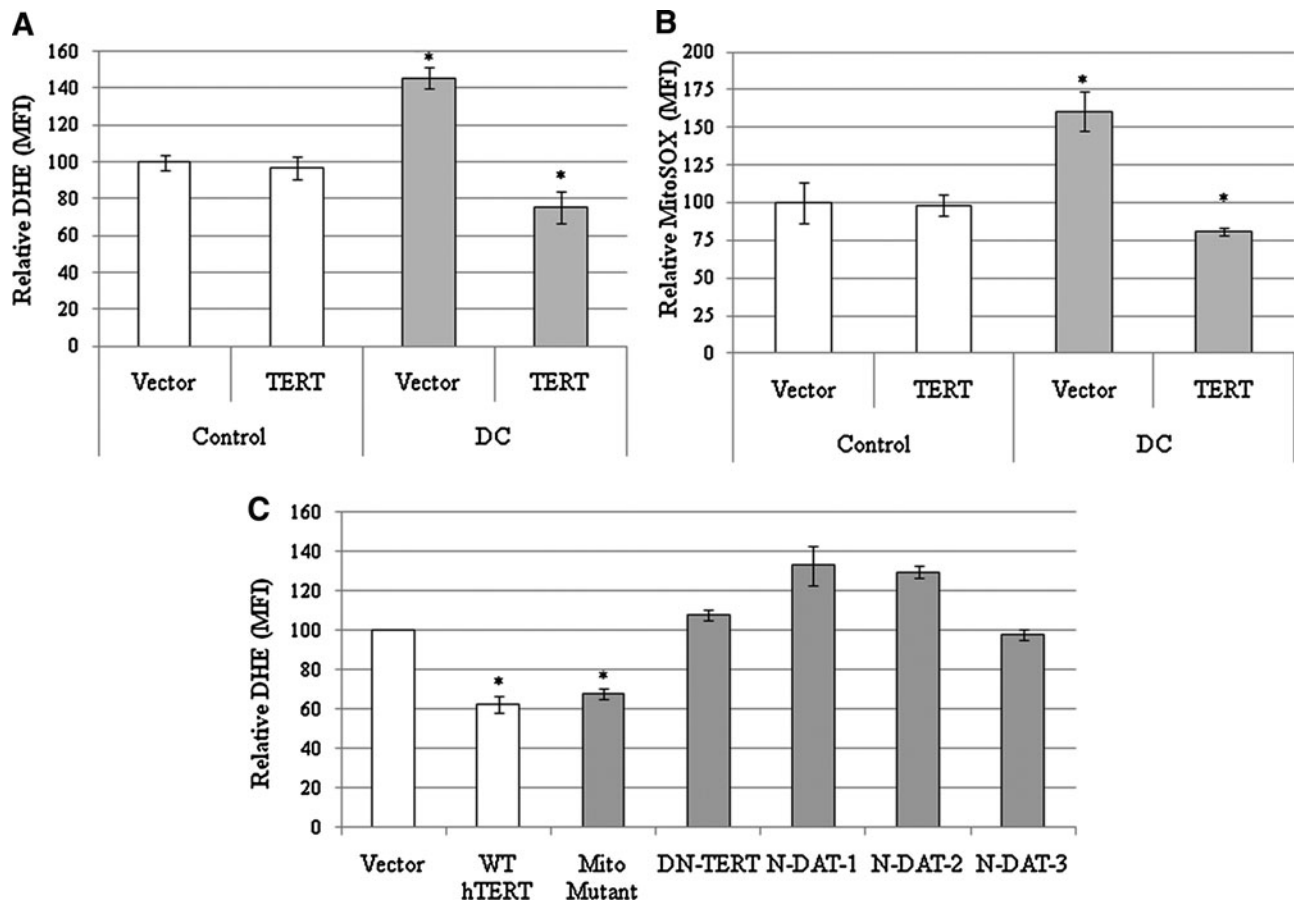 A
Relative DHE (MFI)
160
140
120
100
80
60
40
20
0
*
*
Vector TERT Vector TERT
Control DC
B
Relative MitoSOX (MFI)
200
175
150
125
100
75
50
25
0
*
*
Vector TERT Vector TERT
Control DC
C
Relative DHE (MFI)
160
140
120
100
80
60
40
20
0
*
*
Vector WT Mito DN-TERT N-DAT-1 N-DAT-2 N-DAT-3
hTERT Mutant